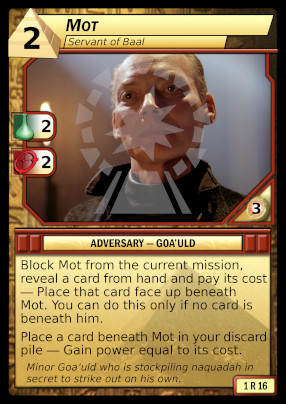 2
Mot
Servant of Baal
2
2
3
ADVERSARY – GOA'ULD
Block Mot from the current mission,
reveal a card from hand and pay its cost
— Place that card face up beneath
Mot. You can do this only if no card is
beneath him.
Place a card beneath Mot in your discard
pile — Gain power equal to its cost.
Minor Goa'uld who is stockpiling naquadah in
secret to strike out on his own.
1 R 16